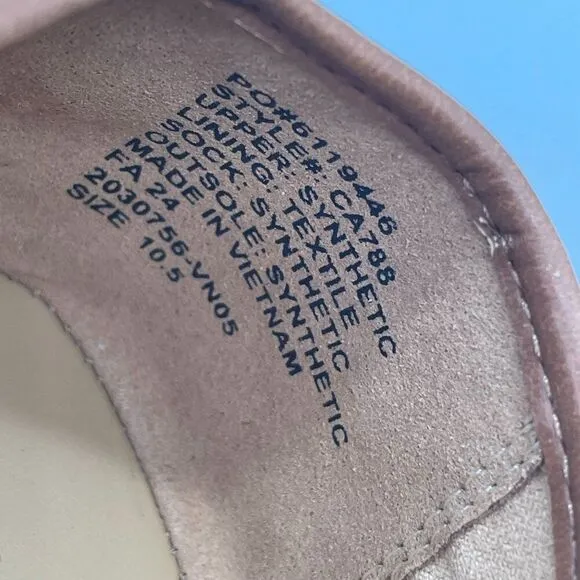 PO#6119446
STYLE#: CA788
UPPER: SYNTHETIC
LINING: TEXTILE
SOCK: SYNTHETIC
OUTSOLE: SYNTHETIC
MADE IN VIETNAM
FA 24
2030756-VN05
SIZE 10.5